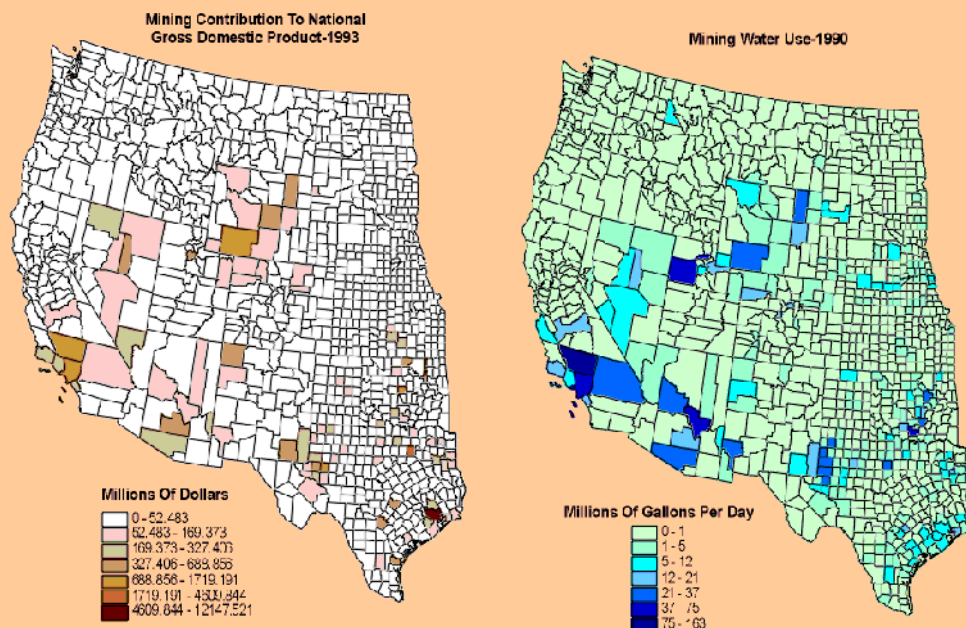 Mining Contribution To National
Gross Domestic Product-1993
Millions Of Dollars
0 - 52.483
52.483 - 169.373
169.373 - 327.406
327.406 - 688.856
688.856 - 1719.191
1719.191 - 4609.844
4609.844 - 12147.521
Mining Water Use-1990
Millions Of Gallons Per Day
0 - 1
1 - 5
5 - 12
12 - 21
21 - 37
37 - 75
75 - 163